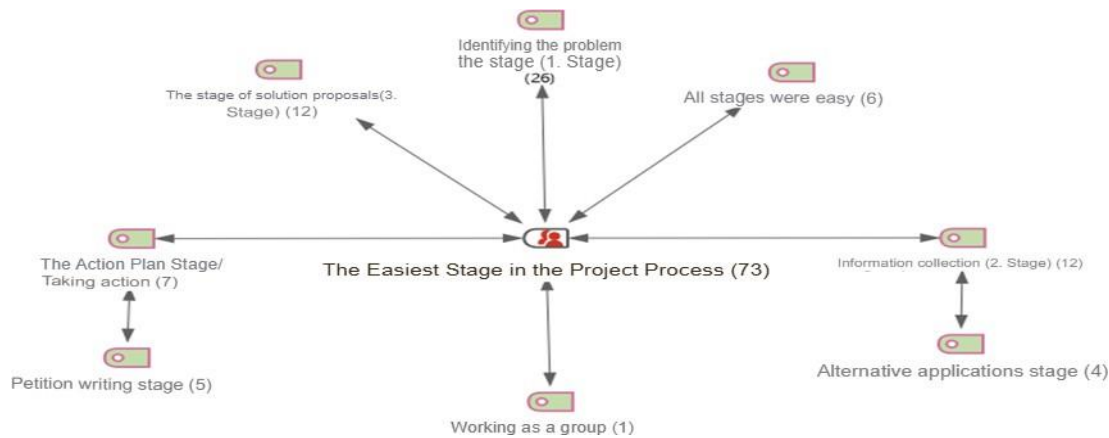 Identifying the problem
the stage (1. Stage)
(26)
The stage of solution proposals(3.
Stage) (12)
All stages were easy (6)
The Action Plan Stage/
Taking action (7)
The Easiest Stage in the Project Process (73)
Information collection (2. Stage) (12)
Petition writing stage (5)
Alternative applications stage (4)
Working as a group (1)